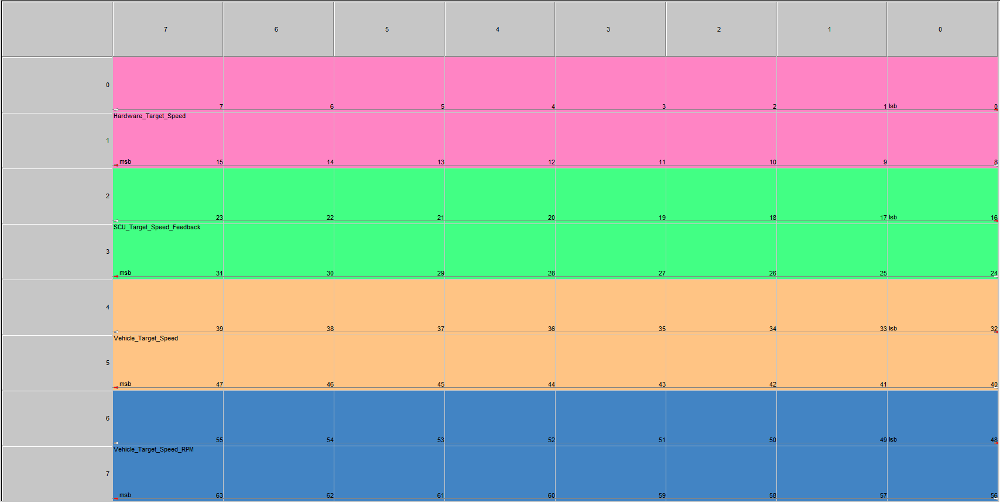 7 6 5 4 3 2 1 0
0
7 6 5 4 3 2 1 lsb 0
Hardware_Target_Speed
1
msb 15 14 13 12 11 10 9 8
2
23 22 21 20 19 18 17 lsb 16
SCU_Target_Speed_Feedback
3
msb 31 30 29 28 27 26 25 24
4
39 38 37 36 35 34 33 lsb 32
Vehicle_Target_Speed
5
msb 47 46 45 44 43 42 41 40
6
55 54 53 52 51 50 49 lsb 48
Vehicle_Target_Speed_RPM
7
msb 63 62 61 60 59 58 57 56